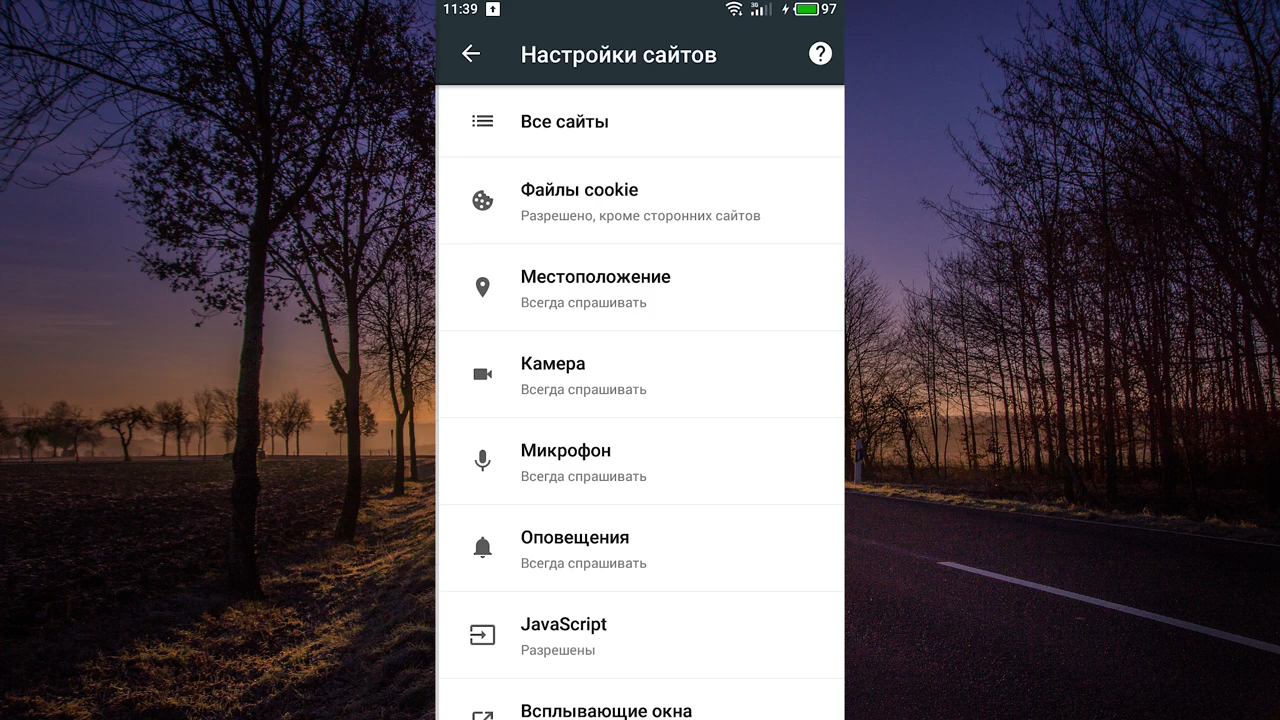 11:39 3G 97
Настройки сайтов
Все сайты
Файлы cookie
Разрешено, кроме сторонних сайтов
Местоположение
Всегда спрашивать
Камера
Всегда спрашивать
Микрофон
Всегда спрашивать
Оповещения
Всегда спрашивать
JavaScript
Разрешены
Всплывающие окна